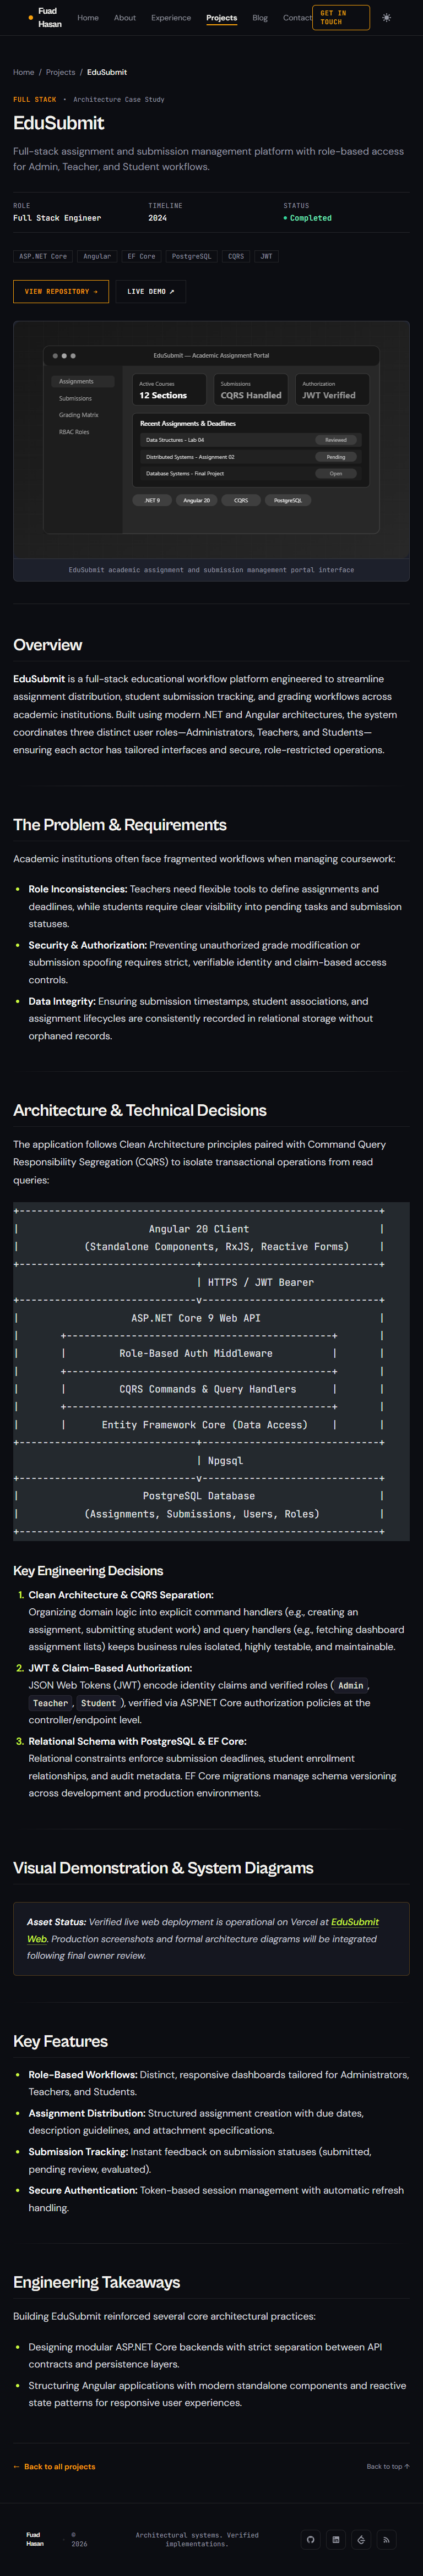 Fuad
Hasan
Home About Experience Projects Blog Contact
GET IN
TOUCH
Home / Projects / EduSubmit
FULL STACK • Architecture Case Study
EduSubmit
Full-stack assignment and submission management platform with role-based access
for Admin, Teacher, and Student workflows.
ROLE TIMELINE STATUS
Full Stack Engineer 2024 Completed
ASP.NET Core Angular EF Core PostgreSQL CQRS JWT
VIEW REPOSITORY → LIVE DEMO ↗
EduSubmit — Academic Assignment Portal
Assignments
Submissions
Grading Matrix
RBAC Roles
Active Courses Submissions Authorization
12 Sections CQRS Handled JWT Verified
Recent Assignments & Deadlines
Data Structures - Lab 04 Reviewed
Distributed Systems - Assignment 02 Pending
Database Systems - Final Project Open
.NET 9 Angular 20 CQRS PostgreSQL
EduSubmit academic assignment and submission management portal interface
Overview
EduSubmit is a full-stack educational workflow platform engineered to streamline
assignment distribution, student submission tracking, and grading workflows across
academic institutions. Built using modern .NET and Angular architectures, the system
coordinates three distinct user roles—Administrators, Teachers, and Students—
ensuring each actor has tailored interfaces and secure, role-restricted operations.
The Problem & Requirements
Academic institutions often face fragmented workflows when managing coursework:
Role Inconsistencies: Teachers need flexible tools to define assignments and
deadlines, while students require clear visibility into pending tasks and submission
statuses.
Security & Authorization: Preventing unauthorized grade modification or
submission spoofing requires strict, verifiable identity and claim-based access
controls.
Data Integrity: Ensuring submission timestamps, student associations, and
assignment lifecycles are consistently recorded in relational storage without
orphaned records.
Architecture & Technical Decisions
The application follows Clean Architecture principles paired with Command Query
Responsibility Segregation (CQRS) to isolate transactional operations from read
queries:
Angular 20 Client
(Standalone Components, RxJS, Reactive Forms)
HTTPS / JWT Bearer
v
ASP.NET Core 9 Web API
Role-Based Auth Middleware
CQRS Commands & Query Handlers
Entity Framework Core (Data Access)
Npgsql
v
PostgreSQL Database
(Assignments, Submissions, Users, Roles)
Key Engineering Decisions
1. Clean Architecture & CQRS Separation:
Organizing domain logic into explicit command handlers (e.g., creating an
assignment, submitting student work) and query handlers (e.g., fetching dashboard
assignment lists) keeps business rules isolated, highly testable, and maintainable.
2. JWT & Claim-Based Authorization:
JSON Web Tokens (JWT) encode identity claims and verified roles ( Admin ,
Teacher , Student ), verified via ASP.NET Core authorization policies at the
controller/endpoint level.
3. Relational Schema with PostgreSQL & EF Core:
Relational constraints enforce submission deadlines, student enrollment
relationships, and audit metadata. EF Core migrations manage schema versioning
across development and production environments.
Visual Demonstration & System Diagrams
Asset Status: Verified live web deployment is operational on Vercel at EduSubmit
Web. Production screenshots and formal architecture diagrams will be integrated
following final owner reviews.
Key Features
Role-Based Workflows: Distinct, responsive dashboards tailored for Administrators,
Teachers, and Students.
Assignment Distribution: Structured assignment creation with due dates,
description guidelines, and attachment specifications.
Submission Tracking: Instant feedback on submission statuses (submitted,
pending review, evaluated).
Secure Authentication: Token-based session management with automatic refresh
handling.
Engineering Takeaways
Building EduSubmit reinforced several core architectural practices:
Designing modular ASP.NET Core backends with strict separation between API
contracts and persistence layers.
Structuring Angular applications with modern standalone components and reactive
state patterns for responsive user experiences.
← Back to all projects Back to top ↑
Fuad
Hasan
©
2026
Architectural systems. Verified
implementations.